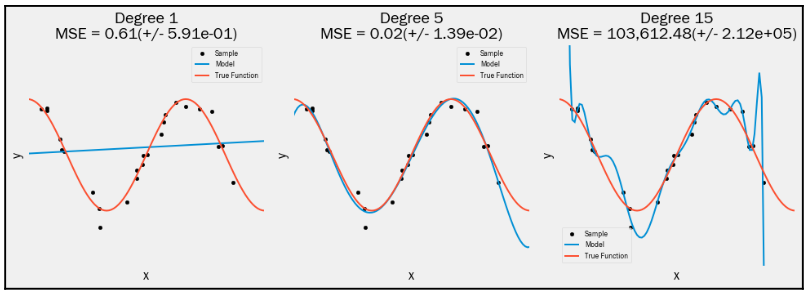 Degree 1
MSE = 0.61(+/- 5.91e-01)
Sample
Model
True Function
y
x
Degree 5
MSE = 0.02(+/- 1.39e-02)
Sample
Model
True Function
y
x
Degree 15
MSE = 103,612.48(+/- 2.12e+05)
y
Sample
Model
True Function
x